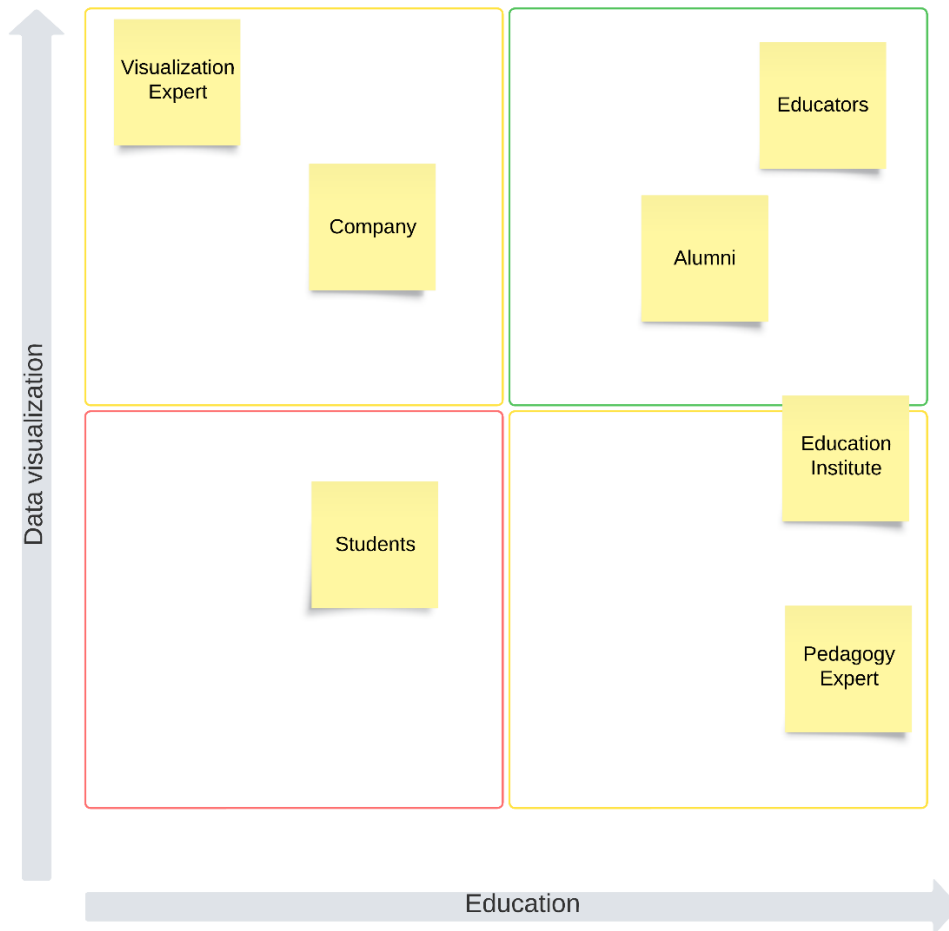 Visualization
Expert
Educators
Company
Alumni
Data visualization
Education
Institute
Students
Pedagogy
Expert
Education